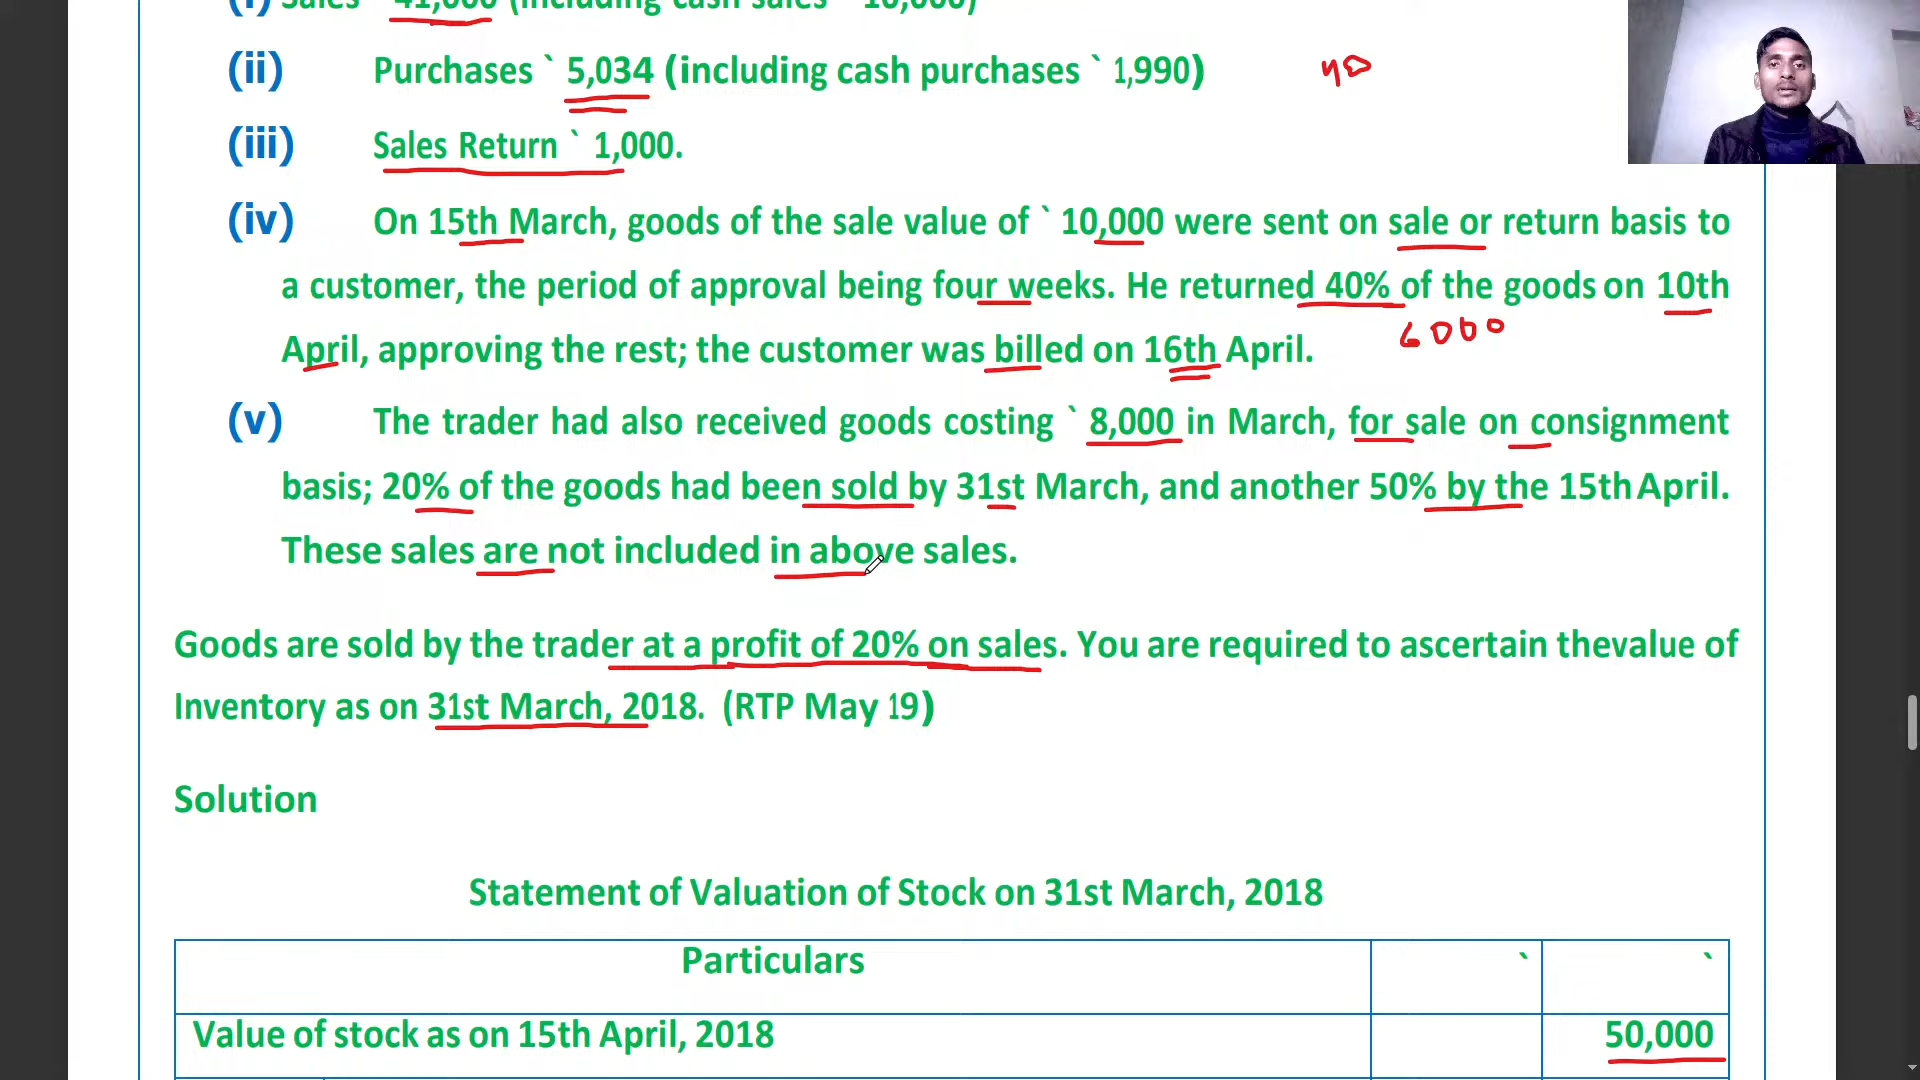 (i) Sales ` 41,000 (including cash sales ` 10,000)
(ii) Purchases ` 5,034 (including cash purchases ` 1,990)
40
(iii) Sales Return ` 1,000.
(iv) On 15th March, goods of the sale value of ` 10,000 were sent on sale or return basis to
a customer, the period of approval being four weeks. He returned 40% of the goods on 10th
April, approving the rest; the customer was billed on 16th April.
6000
(v) The trader had also received goods costing ` 8,000 in March, for sale on consignment
basis; 20% of the goods had been sold by 31st March, and another 50% by the 15th April.
These sales are not included in above sales.
Goods are sold by the trader at a profit of 20% on sales. You are required to ascertain thevalue of
Inventory as on 31st March, 2018. (RTP May 19)
Solution
Statement of Valuation of Stock on 31st March, 2018
Particulars ` `
Value of stock as on 15th April, 2018 50,000